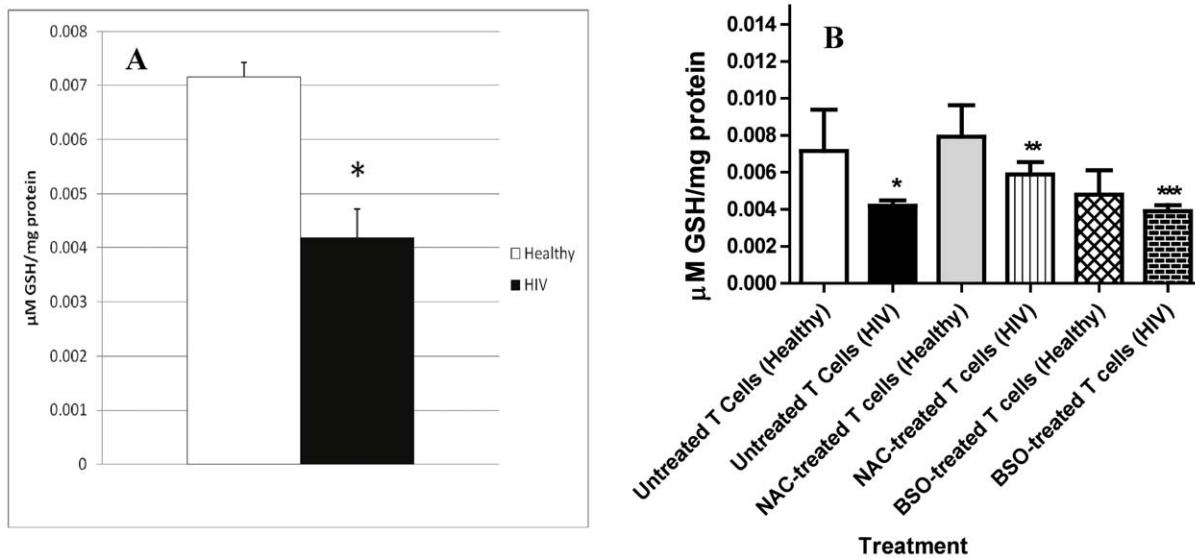 A
0.008
0.007
0.006
0.005
0.004
0.003
0.002
0.001
0
µM GSH/mg protein
*
Healthy
HIV
B
0.014
0.012
0.010
0.008
0.006
0.004
0.002
0.000
µM GSH/mg protein
*
**
***
Untreated T Cells (Healthy)
Untreated T Cells (HIV)
NAC-treated T cells (Healthy)
NAC-treated T cells (HIV)
BSO-treated T cells (Healthy)
BSO-treated T cells (HIV)
Treatment